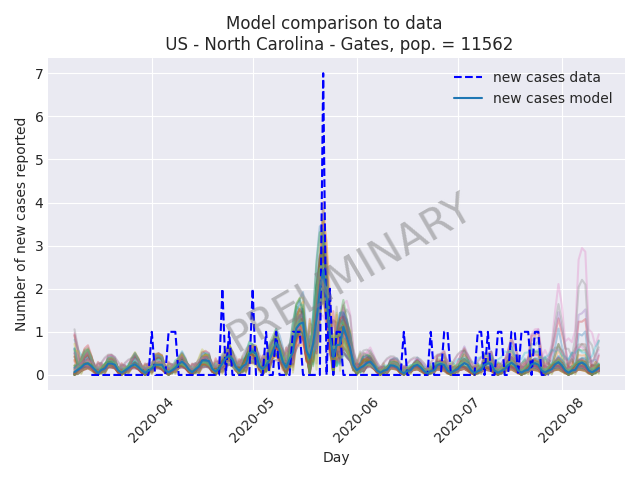 Model comparison to data
US - North Carolina - Gates, pop. = 11562
Number of new cases reported
7
6
5
4
3
2
1
0
new cases data
new cases model
PRELIMINARY
2020-04
2020-05
2020-06
2020-07
2020-08
Day